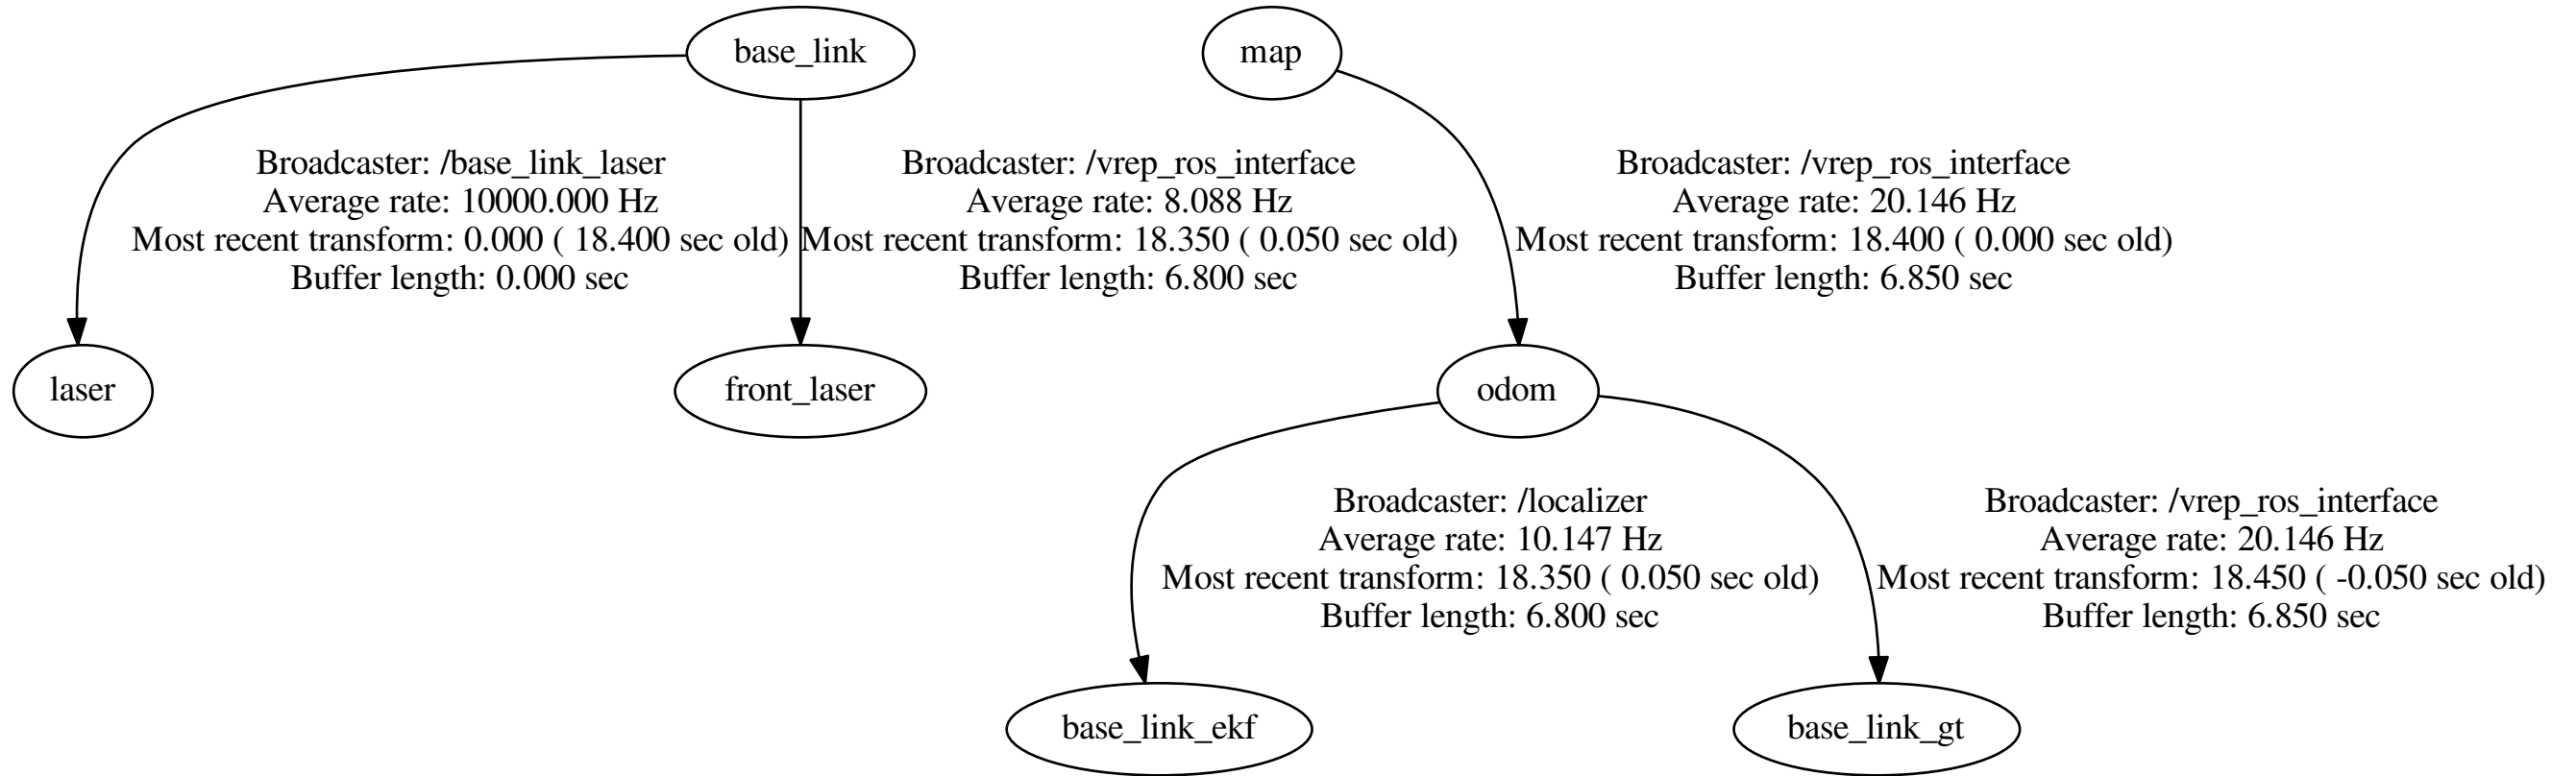 base_link
map
Broadcaster: /base_link_laser
Average rate: 10000.000 Hz
Most recent transform: 0.000 ( 18.400 sec old)
Buffer length: 0.000 sec
Broadcaster: /vrep_ros_interface
Average rate: 8.088 Hz
Most recent transform: 18.350 ( 0.050 sec old)
Buffer length: 6.800 sec
Broadcaster: /vrep_ros_interface
Average rate: 20.146 Hz
Most recent transform: 18.400 ( 0.000 sec old)
Buffer length: 6.850 sec
laser
front_laser
odom
Broadcaster: /localizer
Average rate: 10.147 Hz
Most recent transform: 18.350 ( 0.050 sec old)
Buffer length: 6.800 sec
Broadcaster: /vrep_ros_interface
Average rate: 20.146 Hz
Most recent transform: 18.450 ( -0.050 sec old)
Buffer length: 6.850 sec
base_link_ekf
base_link_gt